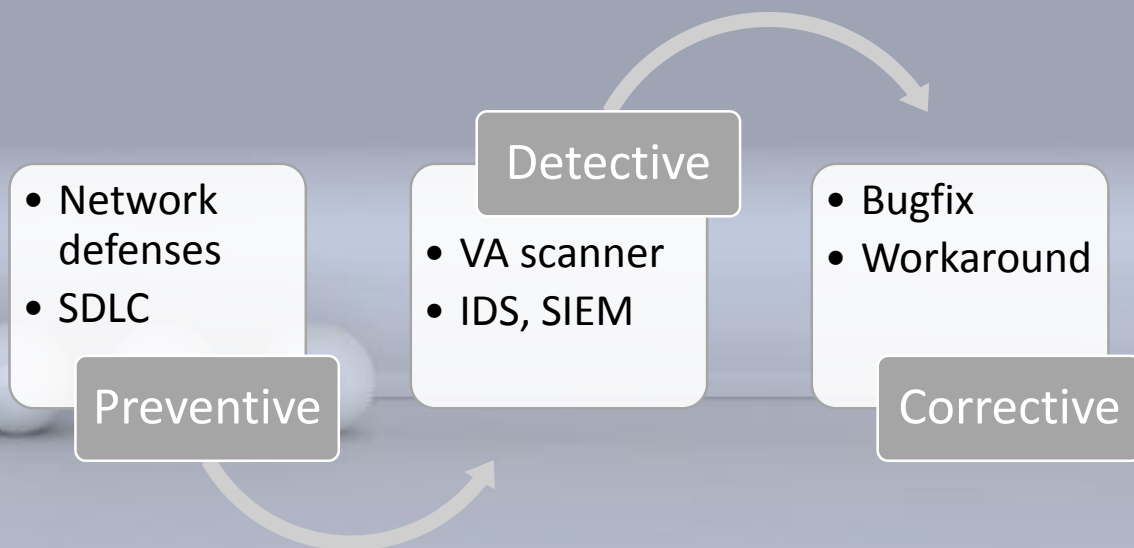 • Network
defenses
• SDLC
Preventive
Detective
• VA scanner
• IDS, SIEM
• Bugfix
• Workaround
Corrective